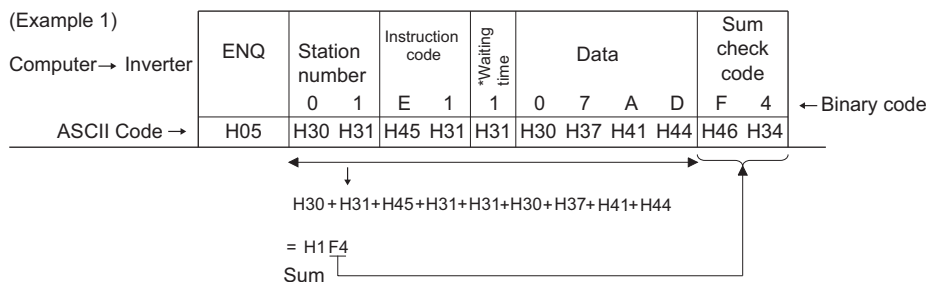 (Example 1)
Computer→ Inverter
ENQ
Station
number
Instruction
code
*Waiting
time
Data
Sum
check
code
0 1 E 1 1 0 7 A D F 4 ←Binary code
ASCII Code → H05 H30 H31 H45 H31 H31 H30 H37 H41 H44 H46 H34
H30+H31+H45+H31+H31+H30+H37+H41+H44
= H1F4
Sum